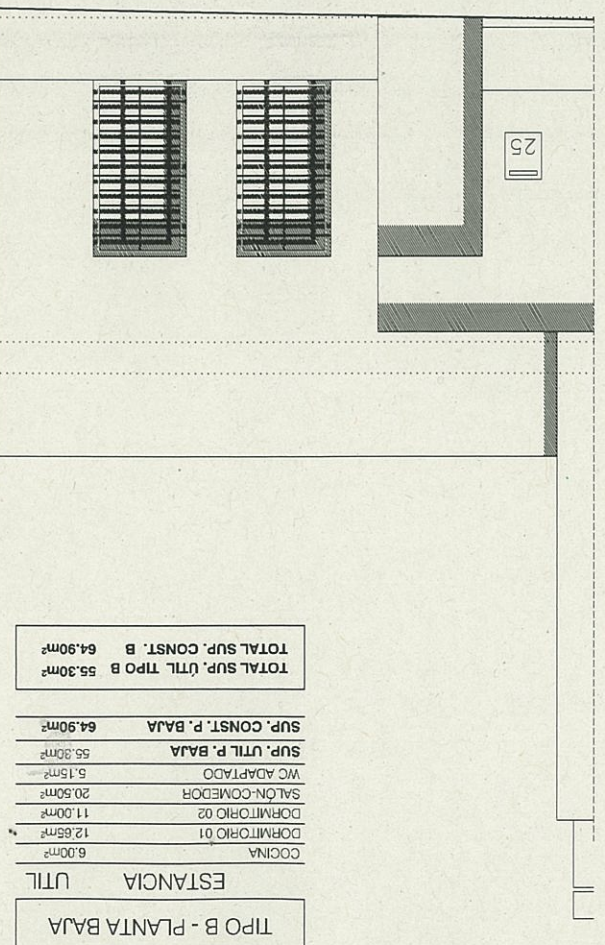 TIPO B - PLANTA BAJA
ESTANCIA UTIL
COCINA 6.00m²
DORMITORIO 01 12.65m²
DORMITORIO 02 11.00m²
SALÓN-COMEDOR 20.50m²
WC ADAPTADO 5.15m²
SUP. UTIL P. BAJA 55.30m²
SUP. CONST. P. BAJA 64.90m²
TOTAL SUP. ÚTIL TIPO B 55.30m²
TOTAL SUP. CONST. B 64.90m²
25